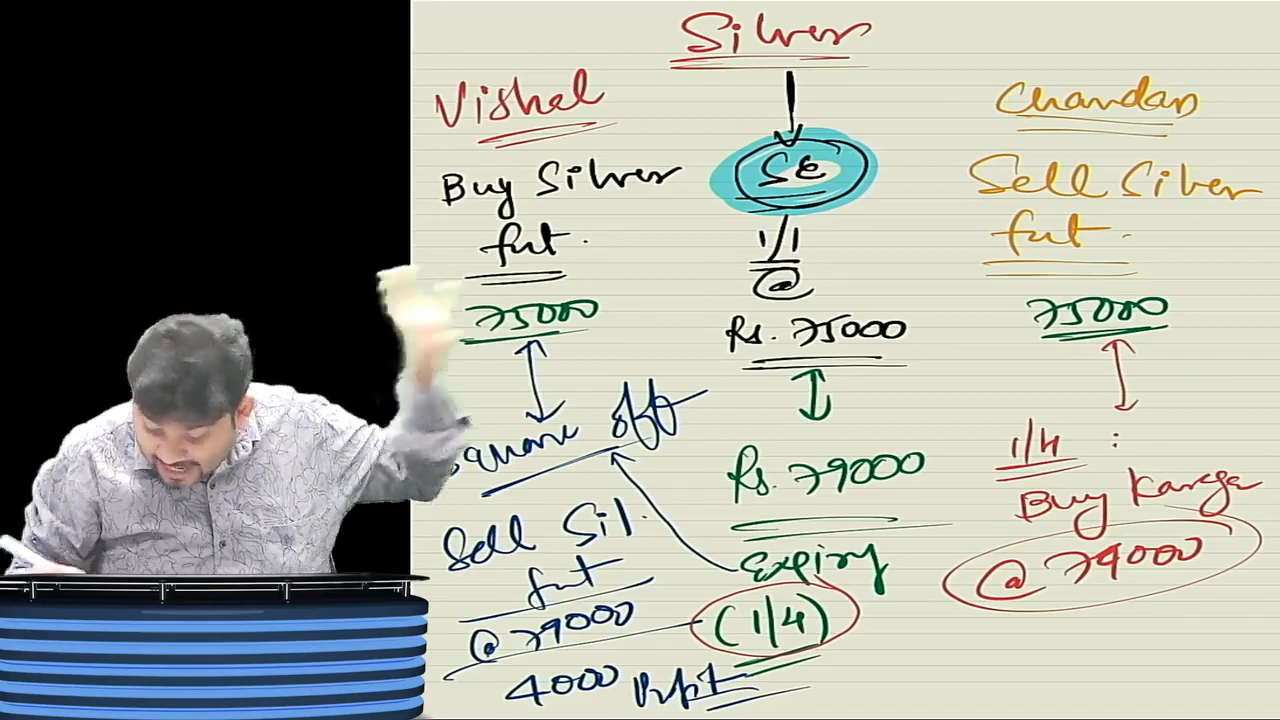 Silver
Vishal
Buy Silver
fut.
75000
Square off
Sell Sil.
fut
@ 79000
4000 Profit
SE
1/1
@
Rs. 75000
Rs. 79000
Expiry
(1/4)
Chandan
Sell Silver
fut.
75000
1/4 :
Buy Karega
@ 79000